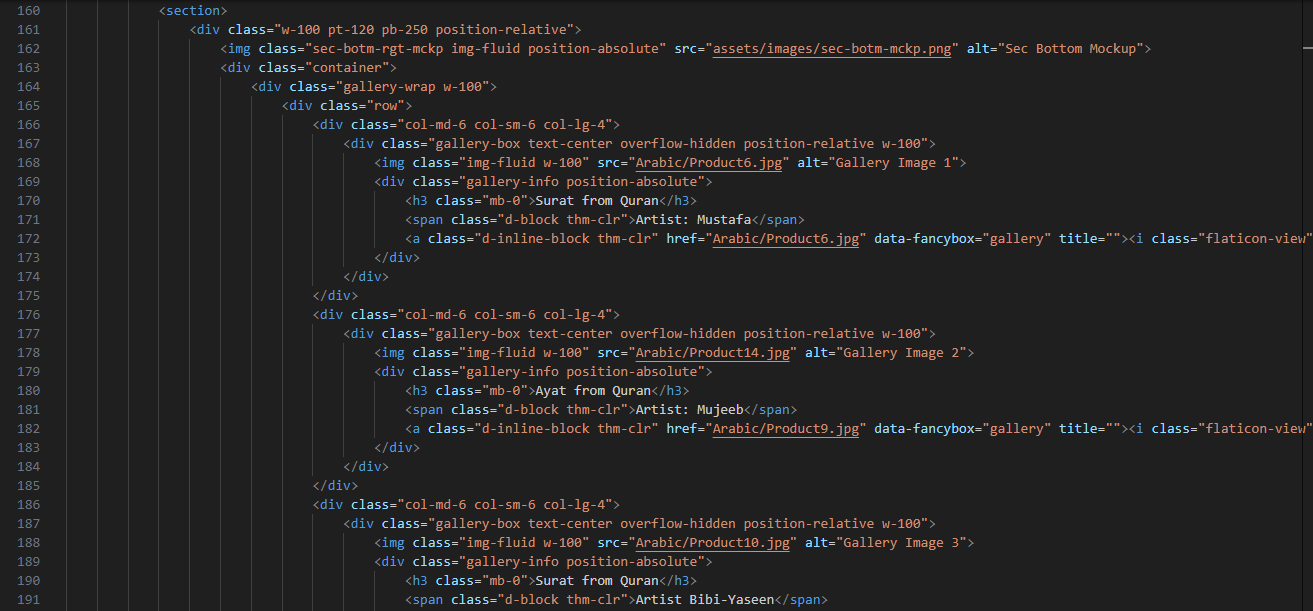 160 <section>
161 <div class="w-100 pt-120 pb-250 position-relative">
162 <img class="sec-botm-rgt-mckp img-fluid position-absolute" src="assets/images/sec-botm-mckp.png" alt="Sec Bottom Mockup">
163 <div class="container">
164 <div class="gallery-wrap w-100">
165 <div class="row">
166 <div class="col-md-6 col-sm-6 col-lg-4">
167 <div class="gallery-box text-center overflow-hidden position-relative w-100">
168 <img class="img-fluid w-100" src="Arabic/Product6.jpg" alt="Gallery Image 1">
169 <div class="gallery-info position-absolute">
170 <h3 class="mb-0">Surat from Quran</h3>
171 <span class="d-block thm-clr">Artist: Mustafa</span>
172 <a class="d-inline-block thm-clr" href="Arabic/Product6.jpg" data-fancybox="gallery" title=""><i class="flaticon-view"
173 </div>
174 </div>
175 </div>
176 <div class="col-md-6 col-sm-6 col-lg-4">
177 <div class="gallery-box text-center overflow-hidden position-relative w-100">
178 <img class="img-fluid w-100" src="Arabic/Product14.jpg" alt="Gallery Image 2">
179 <div class="gallery-info position-absolute">
180 <h3 class="mb-0">Ayat from Quran</h3>
181 <span class="d-block thm-clr">Artist: Mujeeb</span>
182 <a class="d-inline-block thm-clr" href="Arabic/Product9.jpg" data-fancybox="gallery" title=""><i class="flaticon-view"
183 </div>
184 </div>
185 </div>
186 <div class="col-md-6 col-sm-6 col-lg-4">
187 <div class="gallery-box text-center overflow-hidden position-relative w-100">
188 <img class="img-fluid w-100" src="Arabic/Product10.jpg" alt="Gallery Image 3">
189 <div class="gallery-info position-absolute">
190 <h3 class="mb-0">Surat from Quran</h3>
191 <span class="d-block thm-clr">Artist Bibi-Yaseen</span>